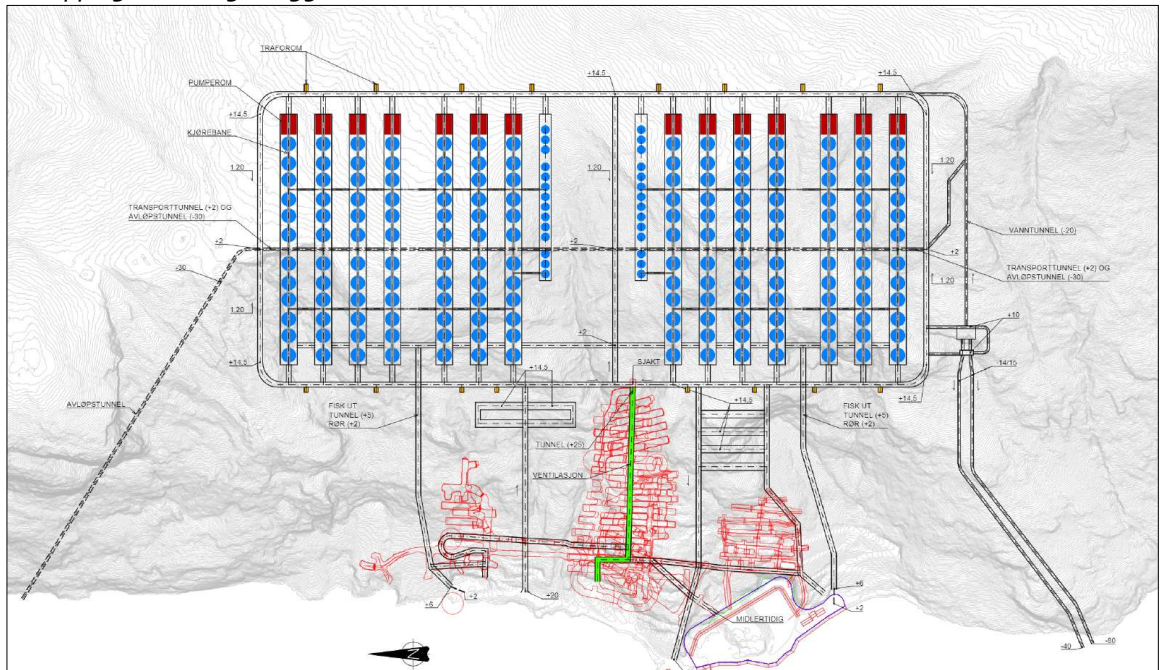 TRAFOROM
PUMPEROM
+14.5
+14.5
+14.5
KJØREBANE
1:20
1:20
1:20
TRANSPORTTUNNEL (+2) OG
AVLØPSTUNNEL (-30)
VANNTUNNEL (-20)
+2
+2
+2
-30
TRANSPORTTUNNEL (+2) OG
AVLØPSTUNNEL (-30)
1:20
1:20
1:20
+10
+2
+14.5
SJAKT
-14/15
+14.5
AVLØPSTUNNEL
+14.5
+14.5
FISK UT
TUNNEL (+5)
RØR (+2)
FISK UT
TUNNEL (+5)
RØR (+2)
TUNNEL (+25)
VENTILASJON
+6
+2
+20
+6
+2
MIDLERTIDIG
N
-40
-60